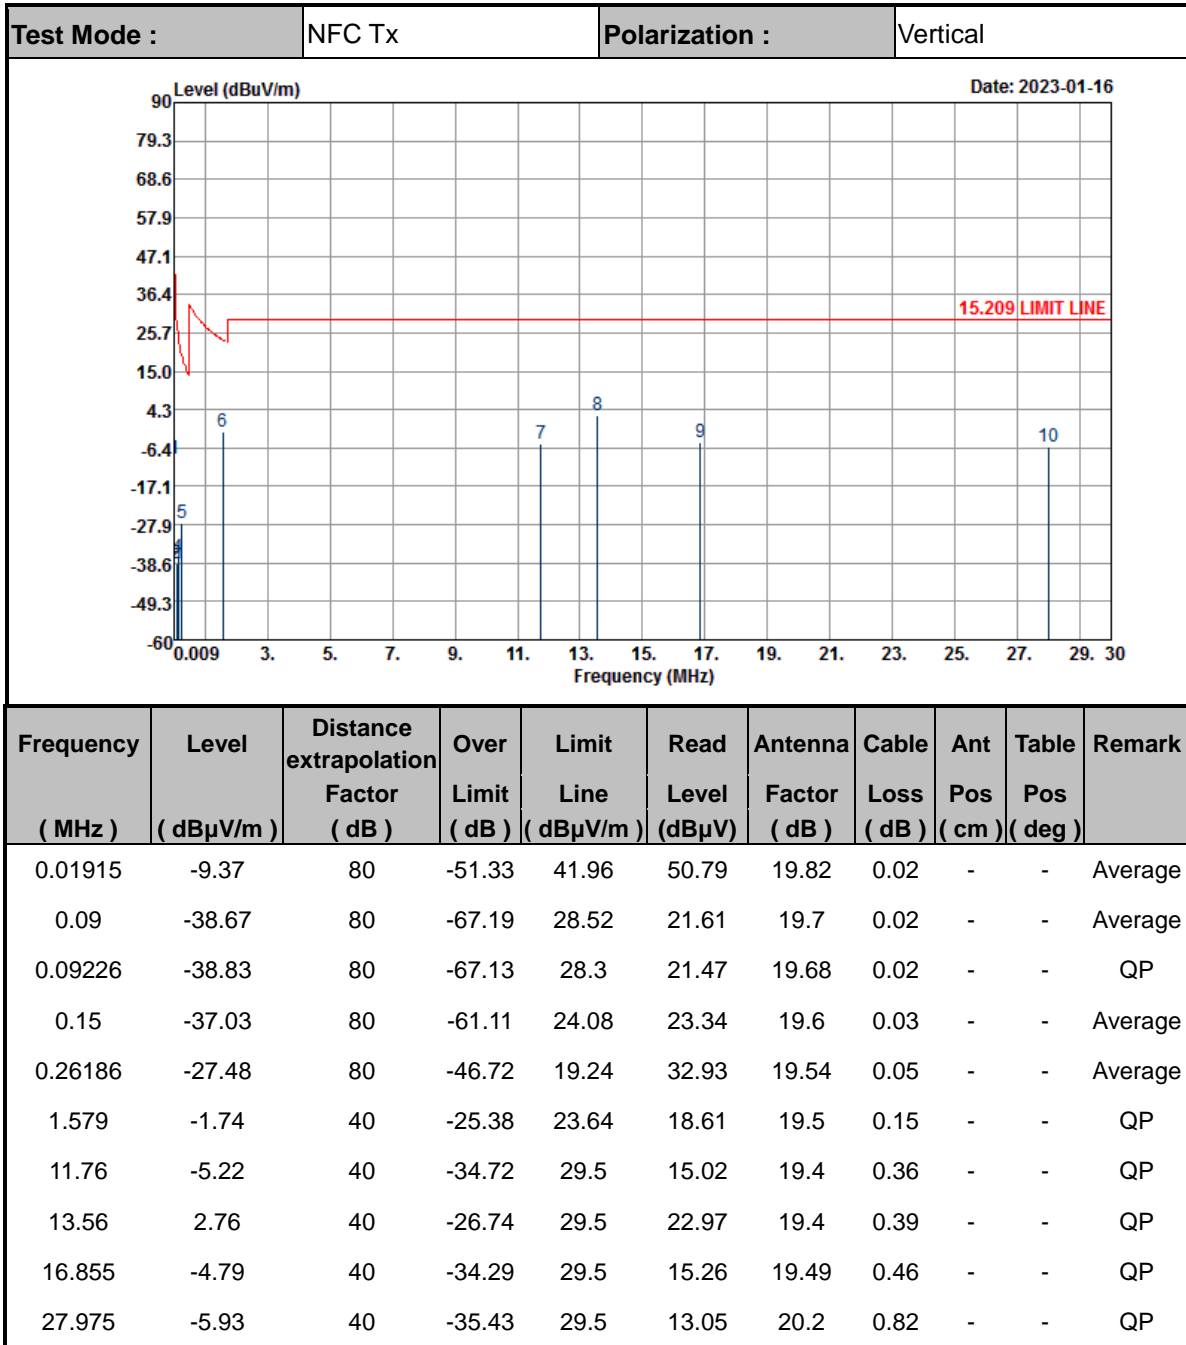 Test Mode : NFC Tx Polarization : Vertical
Level (dBuV/m) Date: 2023-01-16
90
79.3
68.6
57.9
47.1
36.4
15.209 LIMIT LINE
25.7
15.0
4.3
-6.4
-17.1
-27.9
-38.6
-49.3
-60
5 6 7 8 9 10
0.009 3. 5. 7. 9. 11. 13. 15. 17. 19. 21. 23. 25. 27. 29. 30
Frequency (MHz)
Frequency Level Distance extrapolation Over Limit Read Antenna Cable Ant Table Remark
Factor Limit Line Level Factor Loss Pos Pos
( MHz ) ( dBµV/m ) ( dB ) ( dB ) ( dBµV/m ) (dBµV) ( dB ) ( dB ) ( cm ) ( deg )
0.01915 -9.37 80 -51.33 41.96 50.79 19.82 0.02 - - Average
0.09 -38.67 80 -67.19 28.52 21.61 19.7 0.02 - - Average
0.09226 -38.83 80 -67.13 28.3 21.47 19.68 0.02 - - QP
0.15 -37.03 80 -61.11 24.08 23.34 19.6 0.03 - - Average
0.26186 -27.48 80 -46.72 19.24 32.93 19.54 0.05 - - Average
1.579 -1.74 40 -25.38 23.64 18.61 19.5 0.15 - - QP
11.76 -5.22 40 -34.72 29.5 15.02 19.4 0.36 - - QP
13.56 2.76 40 -26.74 29.5 22.97 19.4 0.39 - - QP
16.855 -4.79 40 -34.29 29.5 15.26 19.49 0.46 - - QP
27.975 -5.93 40 -35.43 29.5 13.05 20.2 0.82 - - QP